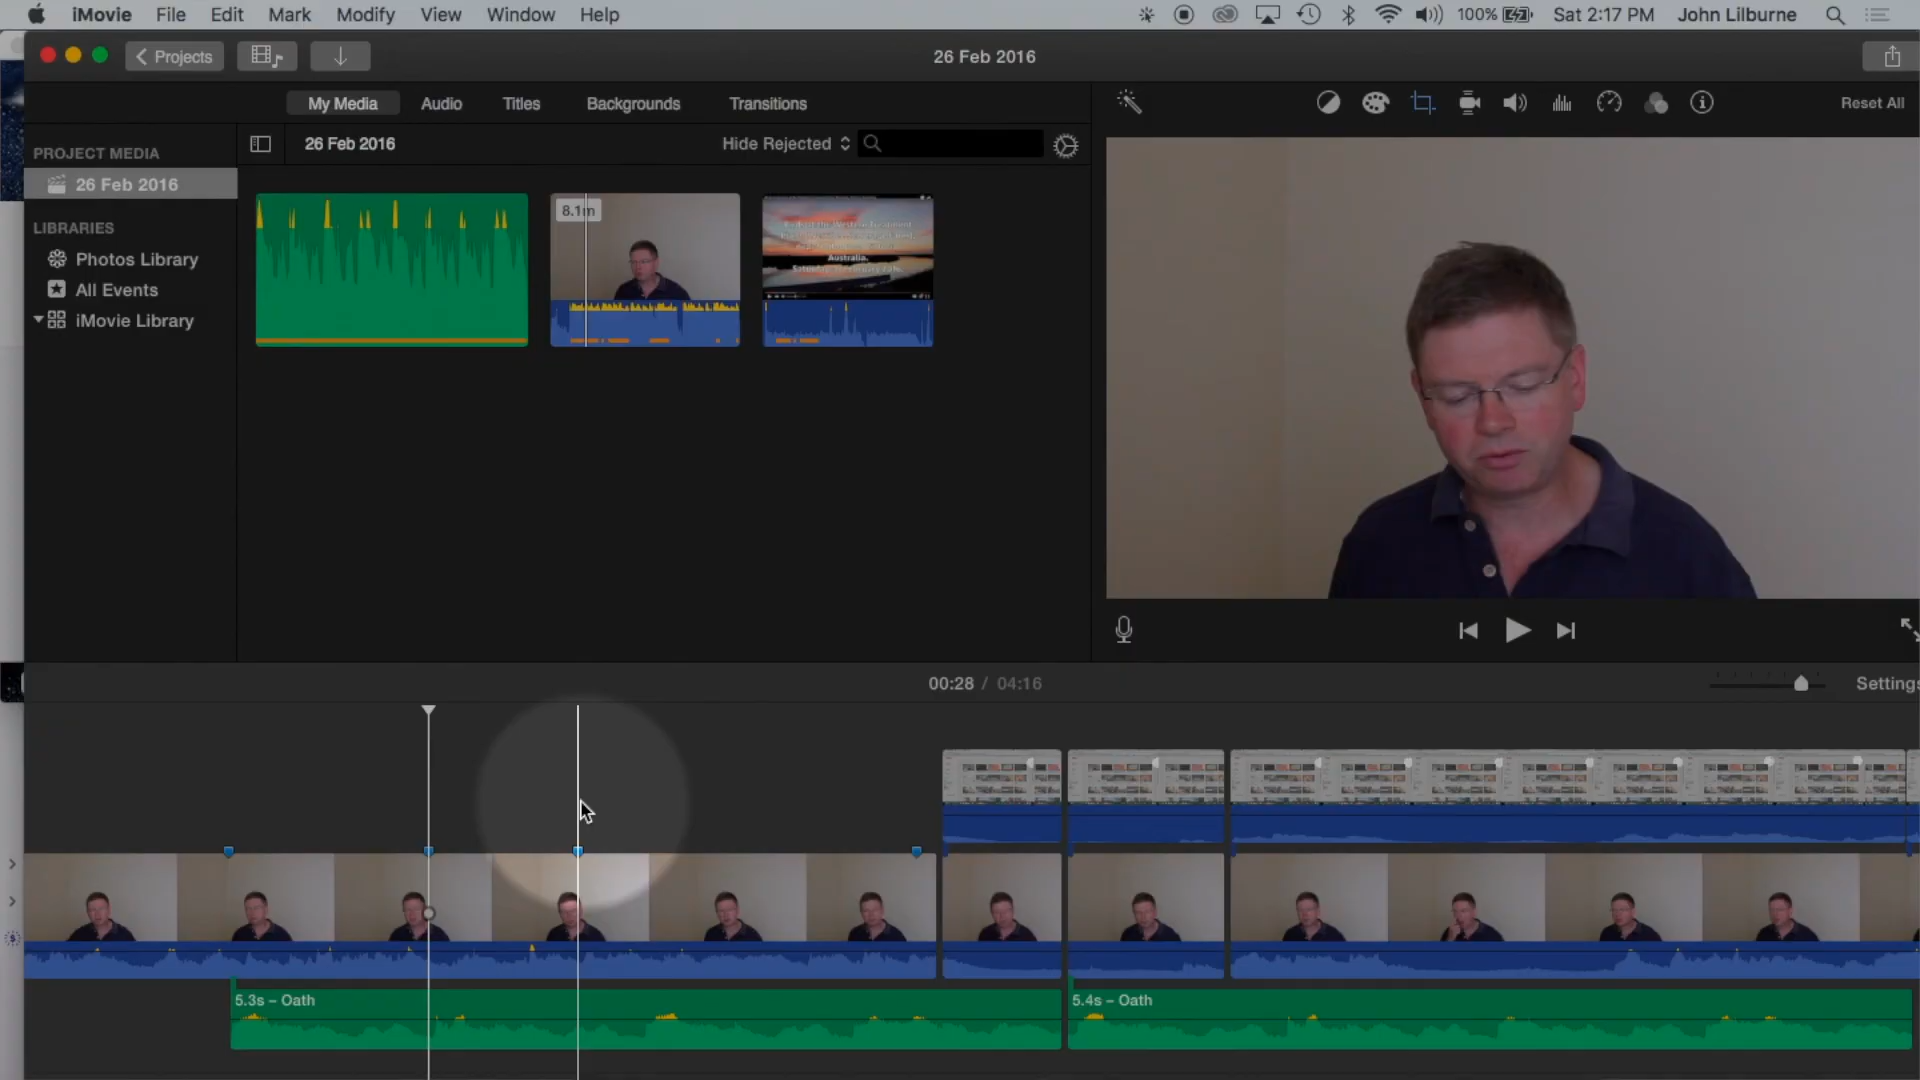 iMovie File Edit Mark Modify View Window Help 100% Sat 2:17 PM John Lilburne
Projects 26 Feb 2016
My Media Audio Titles Backgrounds Transitions Reset All
PROJECT MEDIA 26 Feb 2016 Hide Rejected
26 Feb 2016
LIBRARIES
Photos Library
All Events
iMovie Library
8.1m
Australia.
00:28 / 04:16 Settings
5.3s – Oath 5.4s – Oath